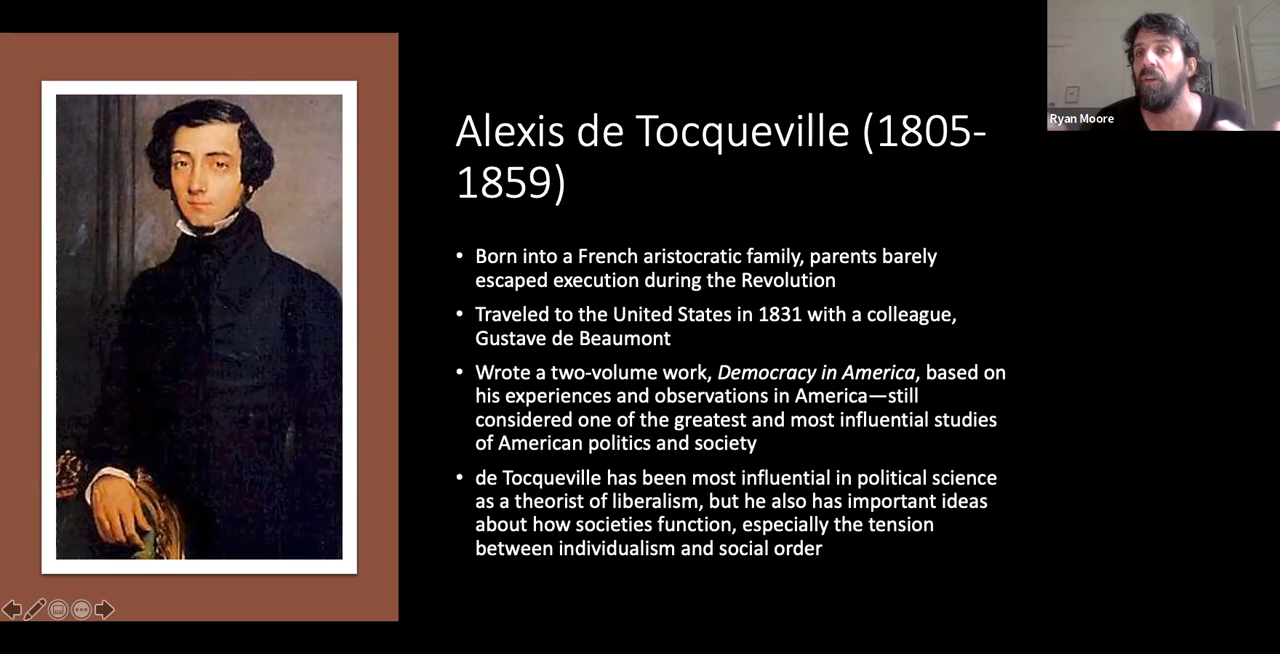 Alexis de Tocqueville (1805-
1859)
• Born into a French aristocratic family, parents barely
escaped execution during the Revolution
• Traveled to the United States in 1831 with a colleague,
Gustave de Beaumont
• Wrote a two-volume work, Democracy in America, based on
his experiences and observations in America—still
considered one of the greatest and most influential studies
of American politics and society
• de Tocqueville has been most influential in political science
as a theorist of liberalism, but he also has important ideas
about how societies function, especially the tension
between individualism and social order
Ryan Moore